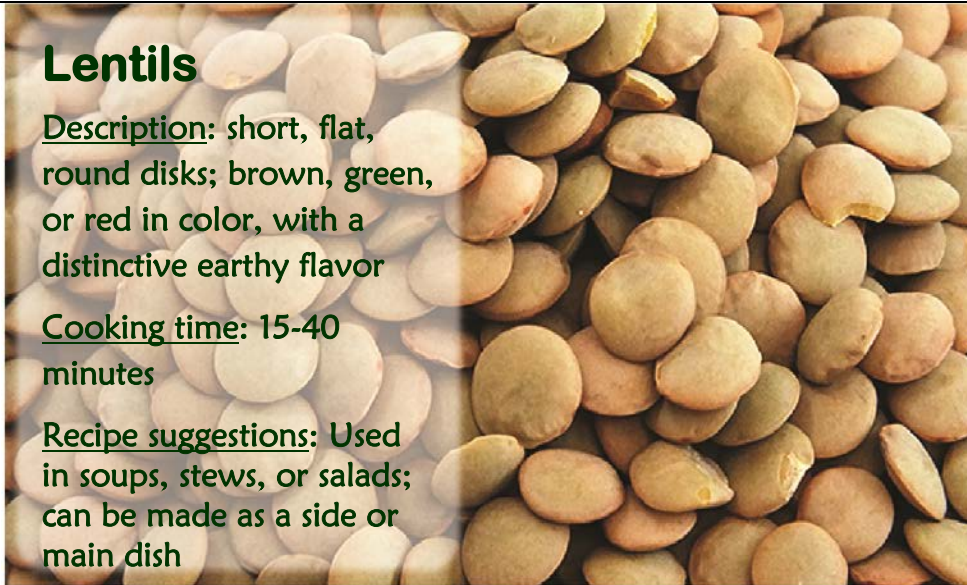 Lentils
Description: short, flat,
round disks; brown, green,
or red in color, with a
distinctive earthy flavor
Cooking time: 15-40
minutes
Recipe suggestions: Used
in soups, stews, or salads;
can be made as a side or
main dish